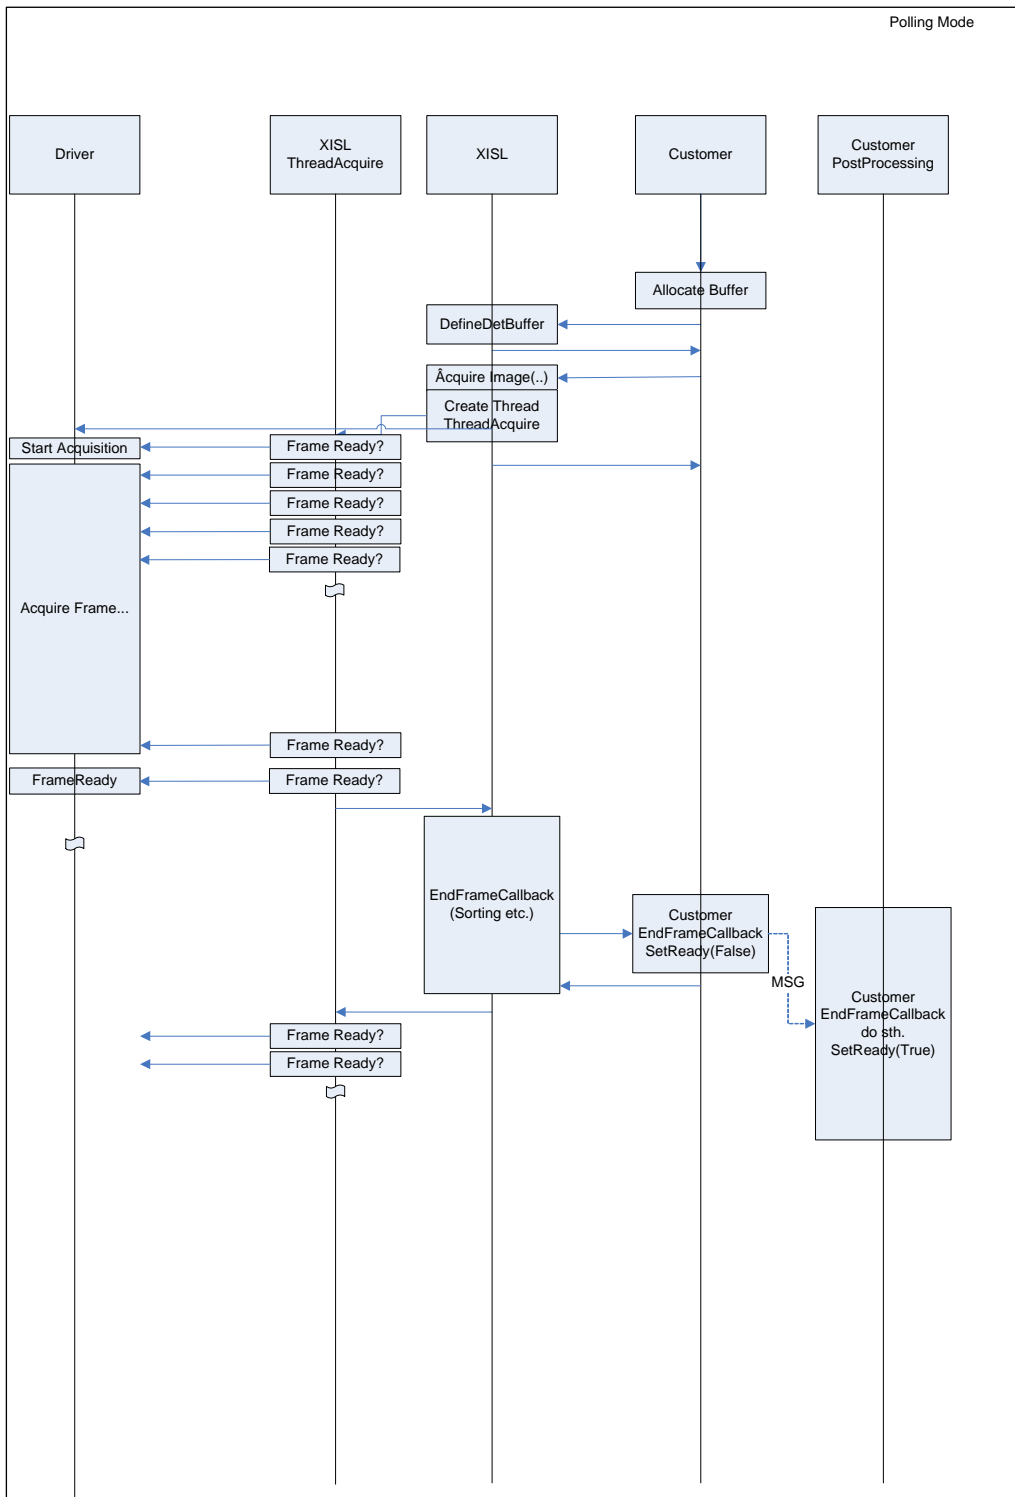 Polling Mode
Driver
XISL
ThreadAcquire
XISL
Customer
Customer
PostProcessing
Allocate Buffer
DefineDetBuffer
Âcquire Image(..)
Create Thread
ThreadAcquire
Start Acquisition
Frame Ready?
Frame Ready?
Frame Ready?
Frame Ready?
Frame Ready?
Acquire Frame...
Frame Ready?
FrameReady
Frame Ready?
EndFrameCallback
(Sorting etc.)
Customer
EndFrameCallback
SetReady(False)
MSG
Customer
EndFrameCallback
do sth.
SetReady(True)
Frame Ready?
Frame Ready?